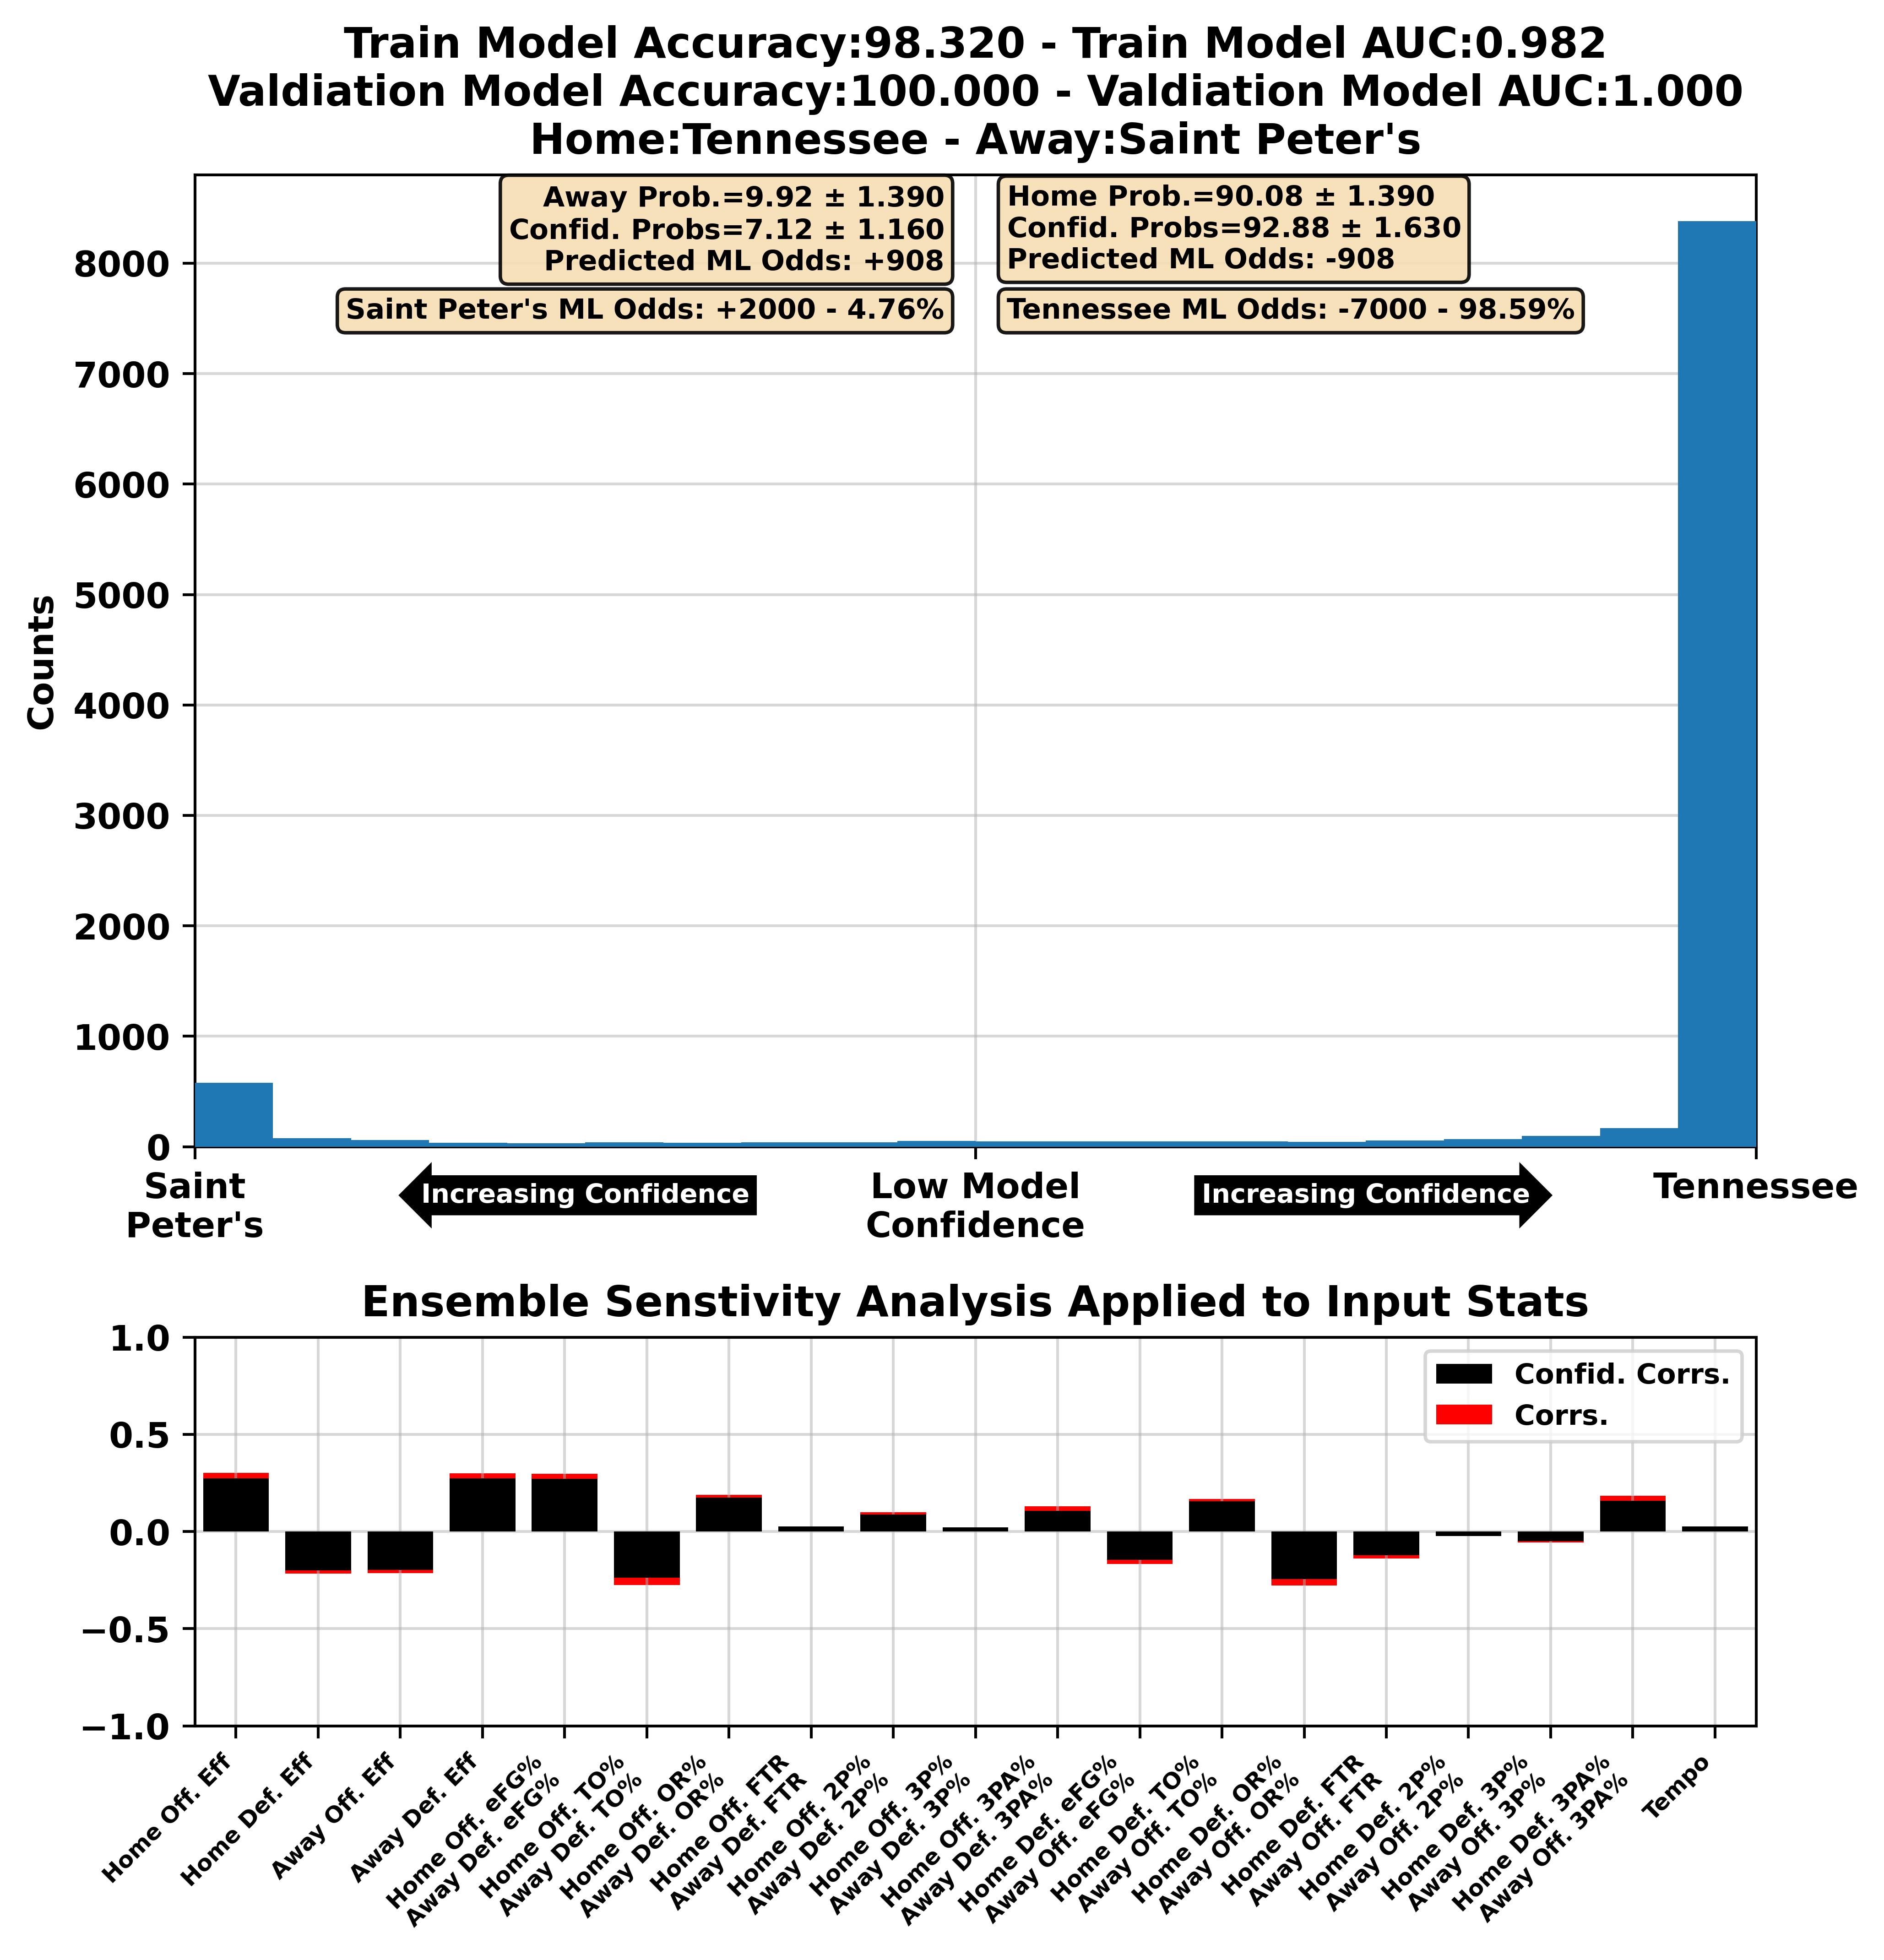 Train Model Accuracy:98.320 - Train Model AUC:0.982
Valdiation Model Accuracy:100.000 - Valdiation Model AUC:1.000
Home:Tennessee - Away:Saint Peter's
Away Prob.=9.92 ± 1.390
Confid. Probs=7.12 ± 1.160
Predicted ML Odds: +908
Saint Peter's ML Odds: +2000 - 4.76%
Home Prob.=90.08 ± 1.390
Confid. Probs=92.88 ± 1.630
Predicted ML Odds: -908
Tennessee ML Odds: -7000 - 98.59%
Counts
8000
7000
6000
5000
4000
3000
2000
1000
0
Saint
Peter's
Increasing Confidence
Low Model
Confidence
Increasing Confidence
Tennessee
Ensemble Senstivity Analysis Applied to Input Stats
1.0
0.5
0.0
−0.5
−1.0
Confid. Corrs.
Corrs.
Home Off. Eff
Home Def. Eff
Away Off. Eff
Away Def. Eff
Home Off. eFG%
Away Def. eFG%
Home Off. TO%
Away Def. TO%
Home Off. OR%
Away Def. OR%
Home Off. FTR
Away Def. FTR
Home Off. 2P%
Away Def. 2P%
Home Off. 3P%
Away Def. 3P%
Home Off. 3PA%
Away Def. 3PA%
Home Def. eFG%
Away Off. eFG%
Home Def. TO%
Away Off. TO%
Home Def. OR%
Away Off. OR%
Home Def. FTR
Away Off. FTR
Home Def. 2P%
Away Off. 2P%
Home Def. 3P%
Away Off. 3P%
Home Def. 3PA%
Away Off. 3PA%
Tempo